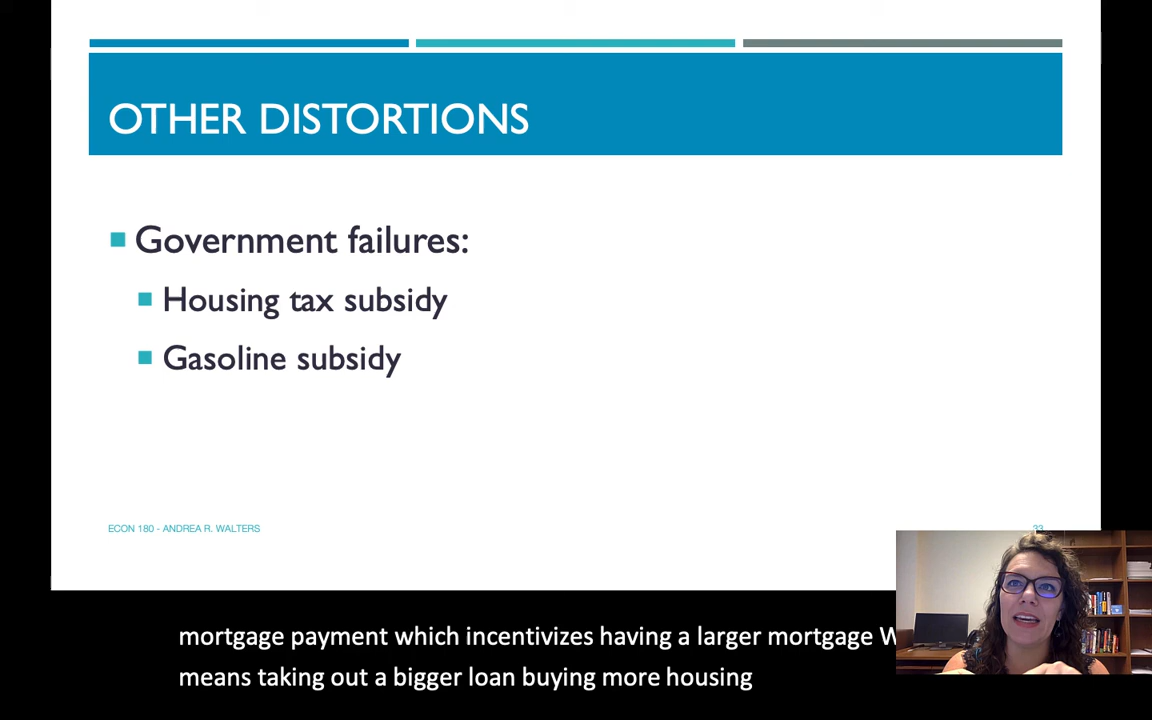 OTHER DISTORTIONS
Government failures:
Housing tax subsidy
Gasoline subsidy
ECON 180 - ANDREA R. WALTERS
33
mortgage payment which incentivizes having a larger mortgage
means taking out a bigger loan buying more housing